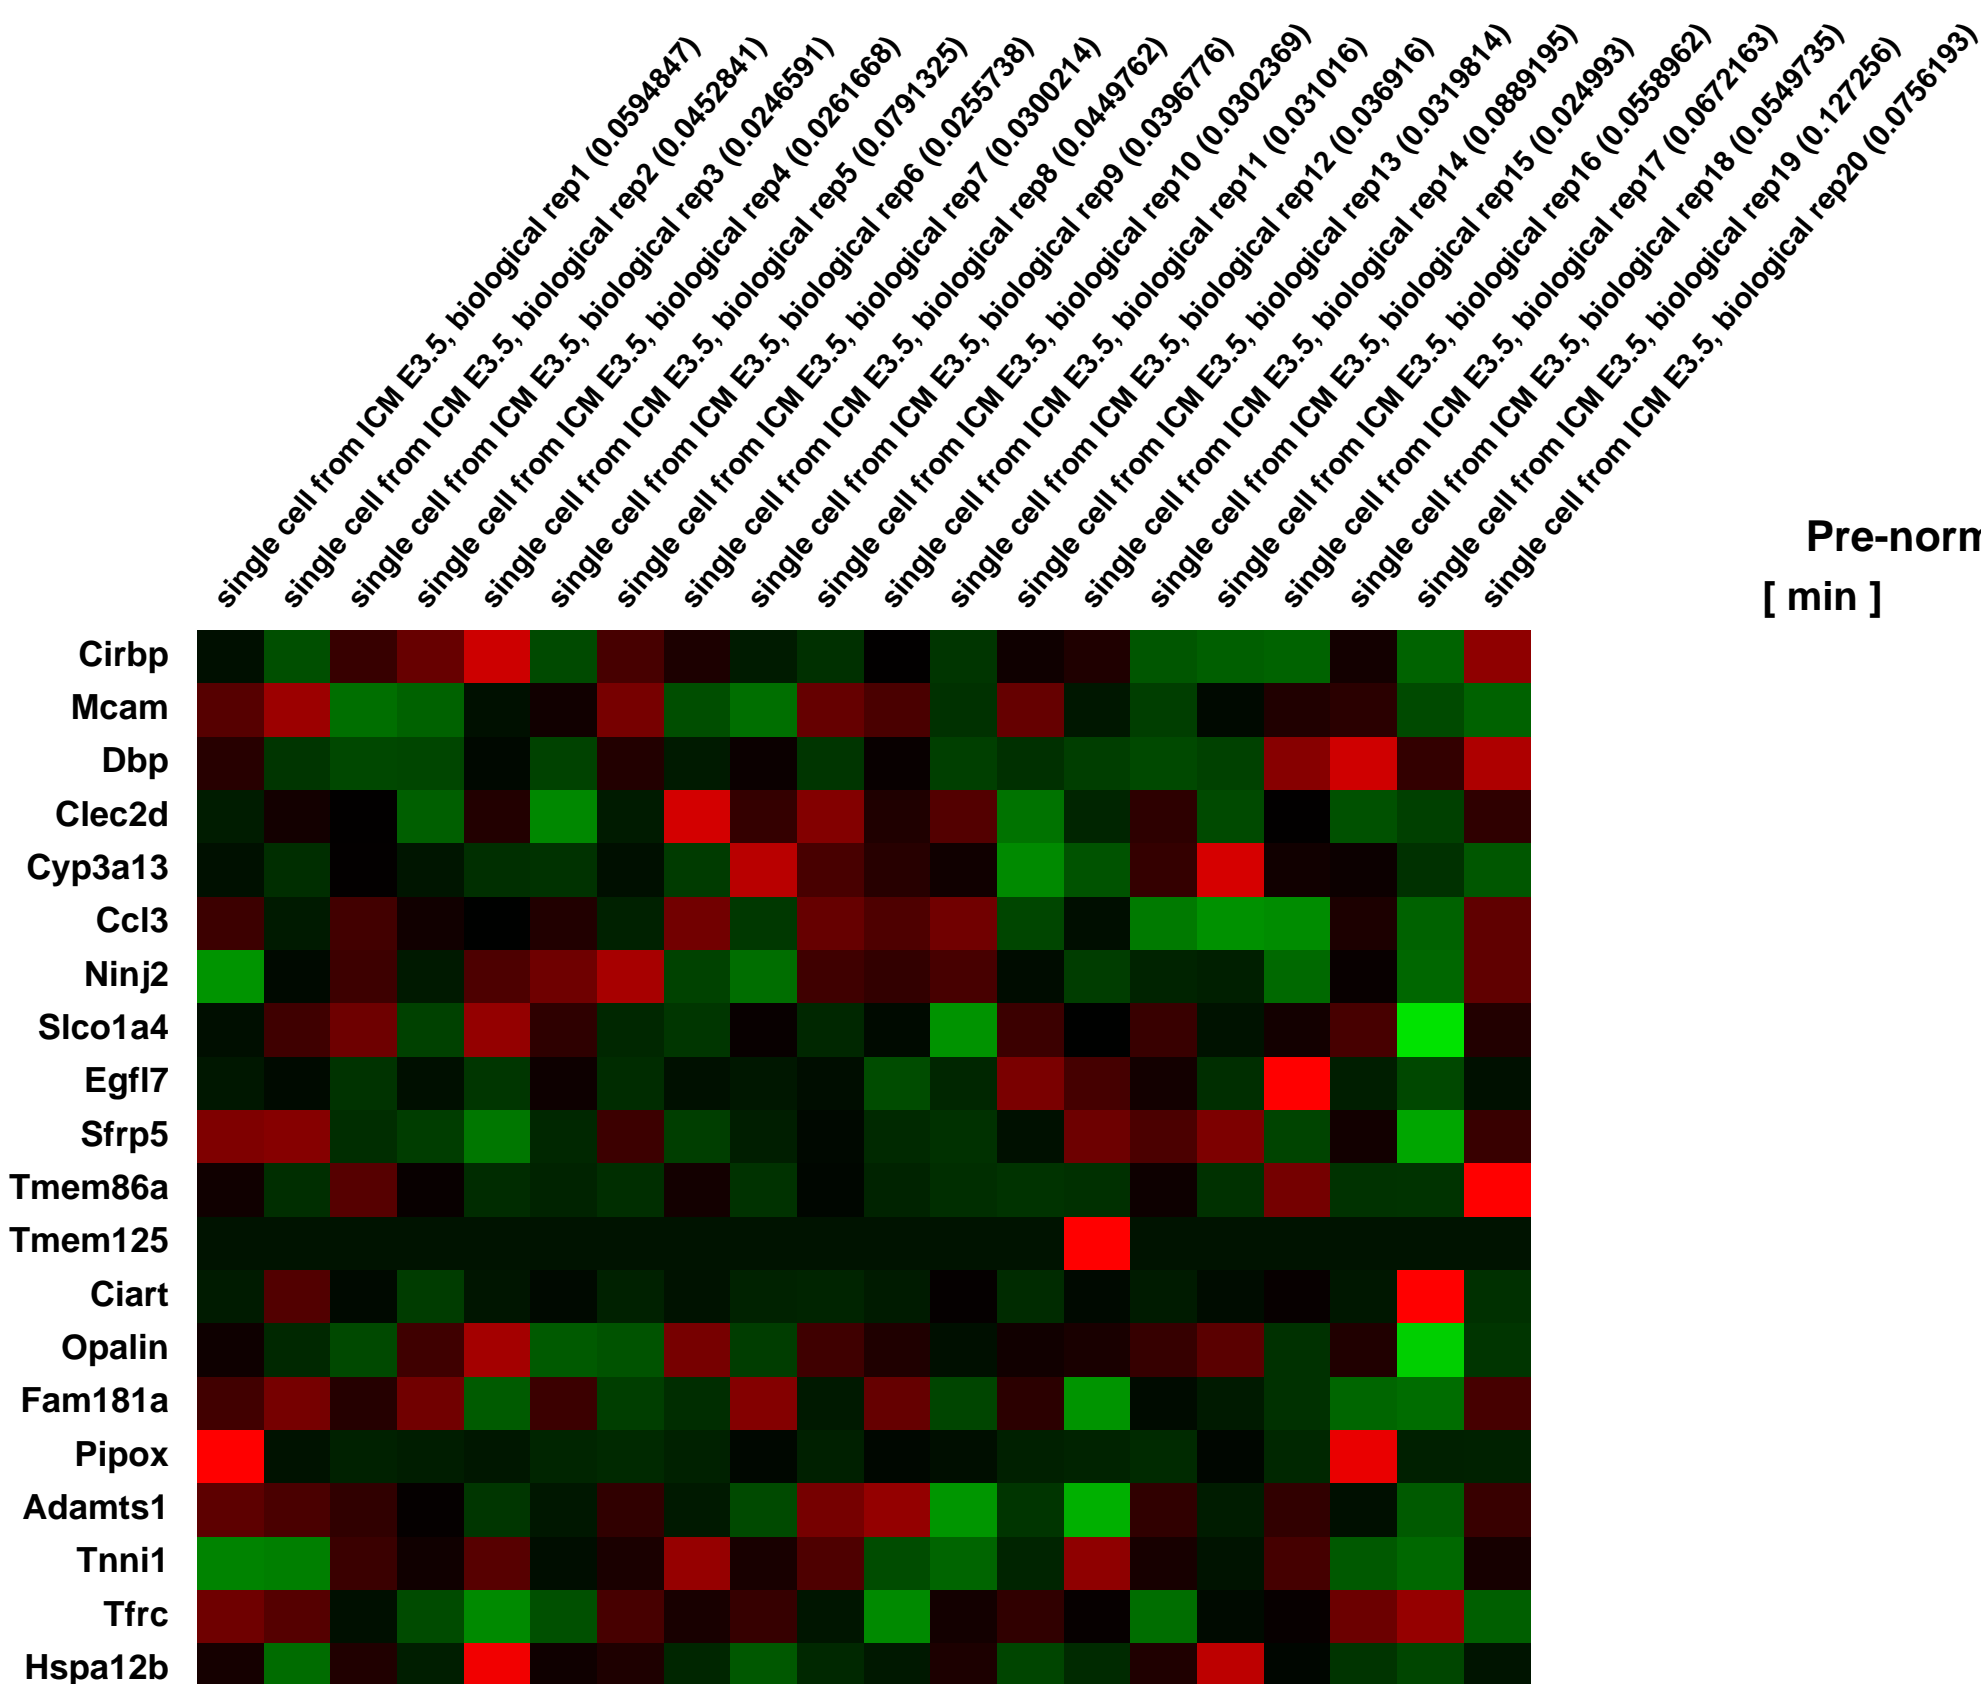 single cell from ICM E3.5, biological rep1 (0.0594847)
single cell from ICM E3.5, biological rep2 (0.0452841)
single cell from ICM E3.5, biological rep3 (0.0246591)
single cell from ICM E3.5, biological rep4 (0.0261668)
single cell from ICM E3.5, biological rep5 (0.0791325)
single cell from ICM E3.5, biological rep6 (0.0255738)
single cell from ICM E3.5, biological rep7 (0.0300214)
single cell from ICM E3.5, biological rep8 (0.0449762)
single cell from ICM E3.5, biological rep9 (0.0396776)
single cell from ICM E3.5, biological rep10 (0.0302369)
single cell from ICM E3.5, biological rep11 (0.031016)
single cell from ICM E3.5, biological rep12 (0.036916)
single cell from ICM E3.5, biological rep13 (0.0319814)
single cell from ICM E3.5, biological rep14 (0.0889195)
single cell from ICM E3.5, biological rep15 (0.024993)
single cell from ICM E3.5, biological rep16 (0.0558962)
single cell from ICM E3.5, biological rep17 (0.0672163)
single cell from ICM E3.5, biological rep18 (0.0549735)
single cell from ICM E3.5, biological rep19 (0.127256)
single cell from ICM E3.5, biological rep20 (0.0756193)
Pre-norm
[ min ]
Cirbp
Mcam
Dbp
Clec2d
Cyp3a13
Ccl3
Ninj2
Slco1a4
Egfl7
Sfrp5
Tmem86a
Tmem125
Ciart
Opalin
Fam181a
Pipox
Adamts1
Tnni1
Tfrc
Hspa12b